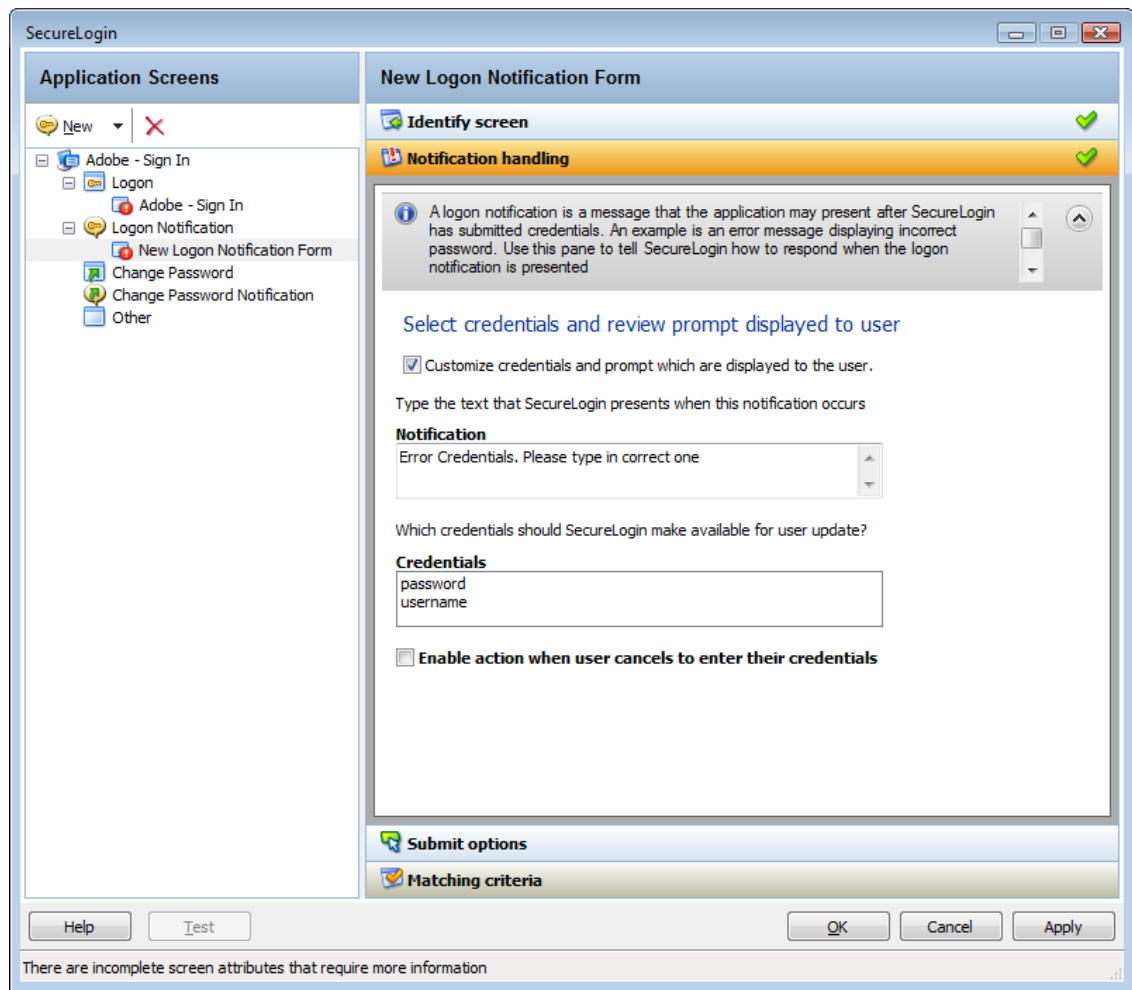 SecureLogin
Application Screens
New
Adobe - Sign In
Logon
Adobe - Sign In
Logon Notification
New Logon Notification Form
Change Password
Change Password Notification
Other
New Logon Notification Form
Identify screen
Notification handling
A logon notification is a message that the application may present after SecureLogin
has submitted credentials. An example is an error message displaying incorrect
password. Use this pane to tell SecureLogin how to respond when the logon
notification is presented
Select credentials and review prompt displayed to user
Customize credentials and prompt which are displayed to the user.
Type the text that SecureLogin presents when this notification occurs
Notification
Error Credentials. Please type in correct one
Which credentials should SecureLogin make available for user update?
Credentials
password
username
Enable action when user cancels to enter their credentials
Submit options
Matching criteria
Help
Test
OK
Cancel
Apply
There are incomplete screen attributes that require more information